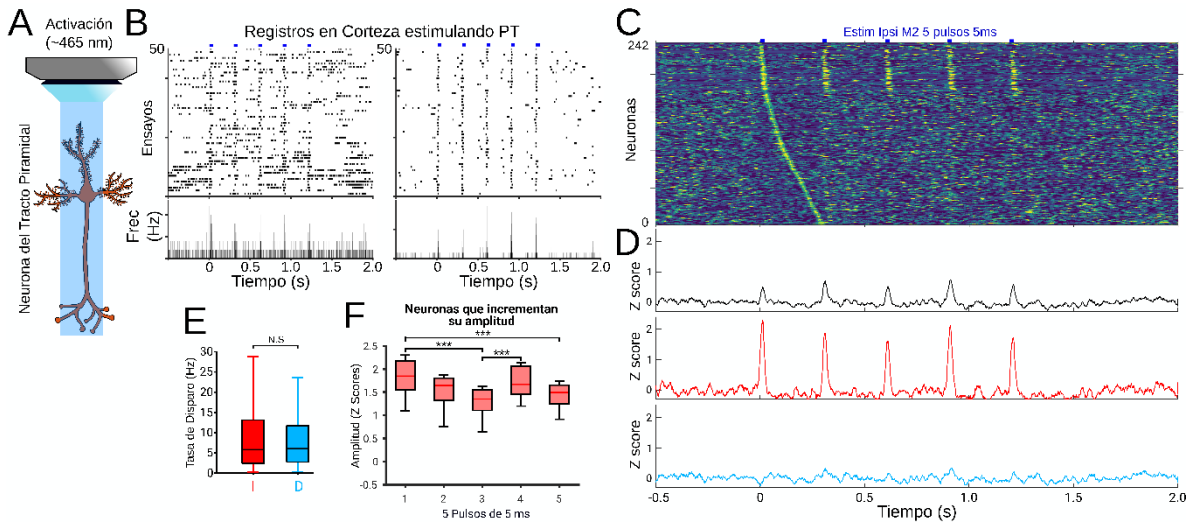 A
Activación
(~465 nm)
Neurona del Tracto Piramidal
B
Registros en Corteza estimulando PT
50
50
Ensayos
Frec
(Hz)
0 0.5 1.0 1.5 2.0
0 0.5 1.0 1.5 2.0
Tiempo (s)
Tiempo (s)
C
Estim Ipsi M2 5 pulsos 5ms
242
Neuronas
0
D
2
1
0
Z score
2
1
0
Z score
2
1
0
Z score
-0.5 0 0.5 1.0 1.5 2.0
Tiempo (s)
E
N.S
30
25
20
15
10
5
0
Tasa de Disparo (Hz)
I D
F
Neuronas que incrementan
su amplitud
***
*** ***
2.5
2.0
1.5
1.0
0.5
0
-0.5
Amplitud (Z Scores)
1 2 3 4 5
5 Pulsos de 5 ms